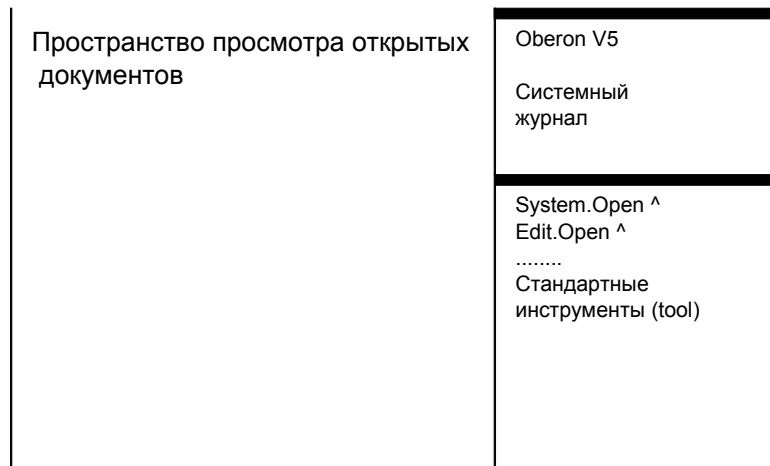 Пространство просмотра открытых
документов
Oberon V5
Системный
журнал
System.Open ^
Edit.Open ^
........
Стандартные
инструменты (tool)